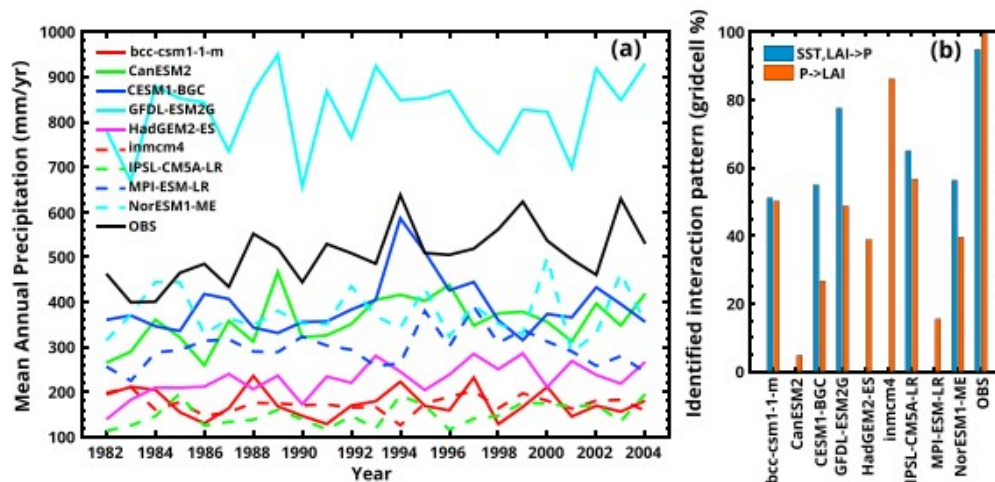 Mean Annual Precipitation (mm/yr)
1000
900
800
700
600
500
400
300
200
100
bcc-csm1-1-m
CanESM2
CESM1-BGC
GFDL-ESM2G
HadGEM2-ES
inmcm4
IPSL-CM5A-LR
MPI-ESM-LR
NorESM1-ME
OBS
(a)
1982 1984 1986 1988 1990 1992 1994 1996 1998 2000 2002 2004
Year
Identified interaction pattern (gridcell %)
100
80
60
40
20
0
SST,LAI->P
P->LAI
(b)
bcc-csm1-1-m
CanESM2
CESM1-BGC
GFDL-ESM2G
HadGEM2-ES
inmcm4
IPSL-CM5A-LR
MPI-ESM-LR
NorESM1-ME
OBS